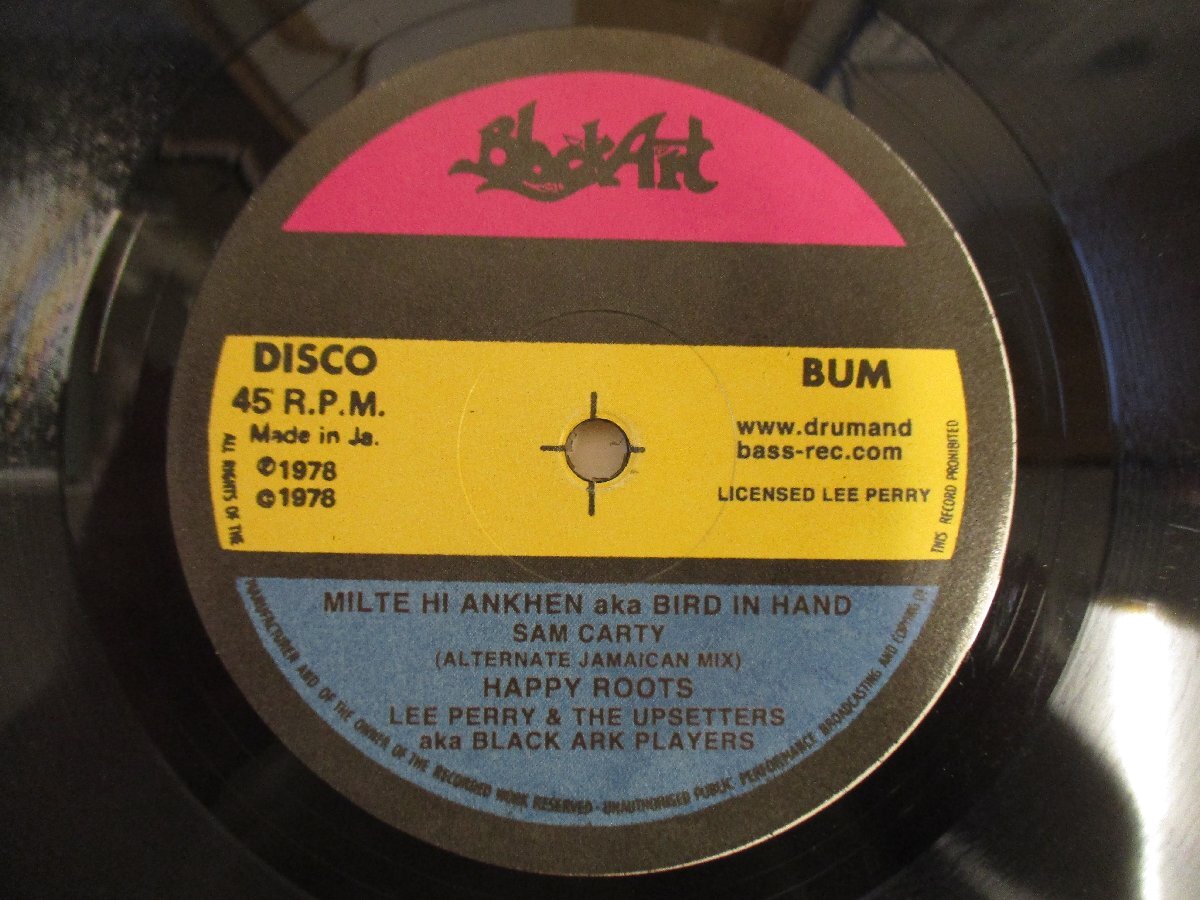 BlackArt
DISCO
45 R.P.M.
Made in Ja.
℗1978
©1978
BUM
www.drumand
bass-rec.com
LICENSED LEE PERRY
MILTE HI ANKHEN aka BIRD IN HAND
SAM CARTY
(ALTERNATE JAMAICAN MIX)
HAPPY ROOTS
LEE PERRY & THE UPSETTERS
aka BLACK ARK PLAYERS
ALL RIGHTS OF THE MANUFACTURER AND OF THE OWNER OF THE RECORDED WORK RESERVED - UNAUTHORISED PUBLIC PERFORMANCE BROADCASTING AND COPYING OF THIS RECORD PROHIBITED